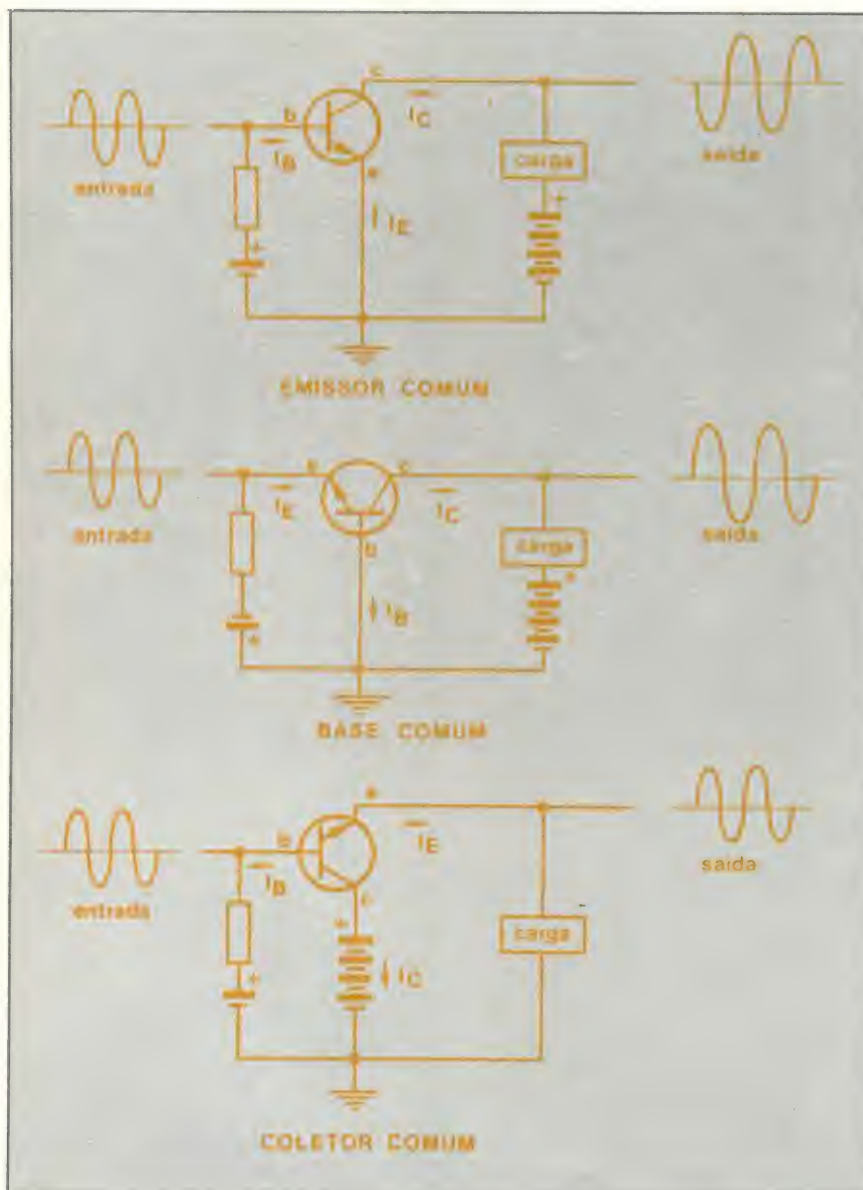 c
b
I_C
I_B
carga
saída
entrada
e
+
I_E
+
EMISSOR COMUM
e
c
I_E
I_C
entrada
b
carga
saída
+
I_B
+
BASE COMUM
e
b
I_E
I_B
saída
entrada
c
+
carga
+
I_C
COLETOR COMUM